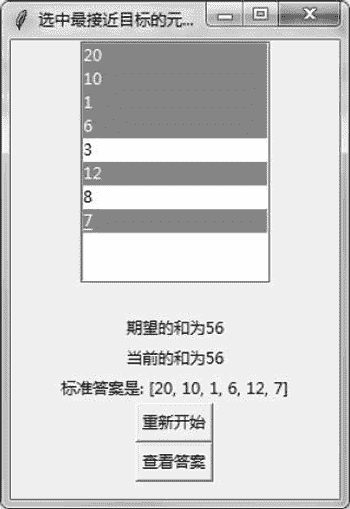 选中最接近目标的元...
20
10
1
6
3
12
8
7
期望的和为56
当前的和为56
标准答案是: [20, 10, 1, 6, 12, 7]
重新开始
查看答案